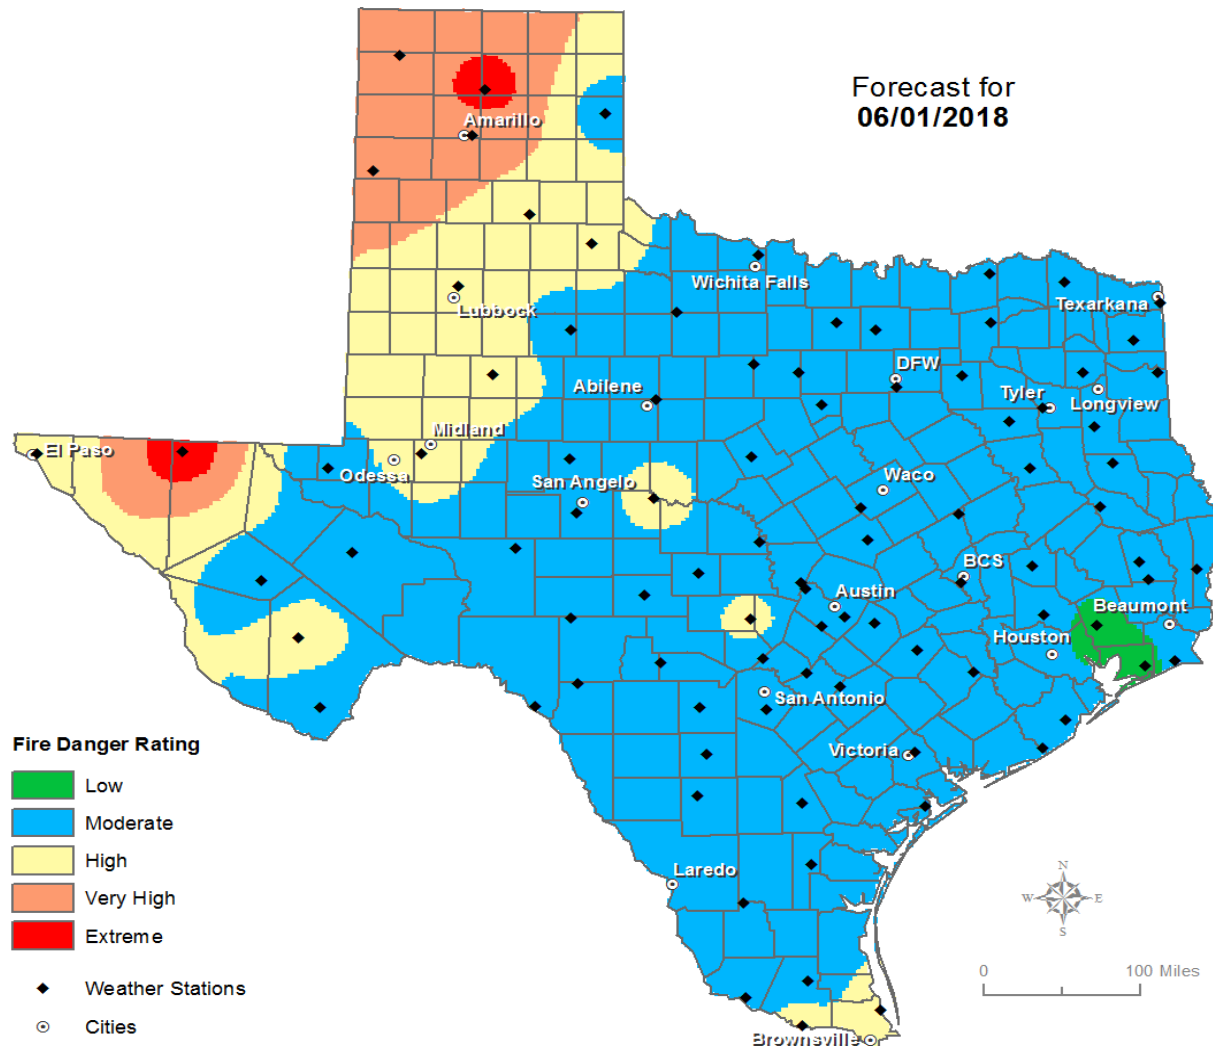 Forecast for
06/01/2018
Amarillo
Wichita Falls
Lubbock
Texarkana
DFW
Abilene
Tyler
Longview
Midland
El Paso
Odessa
San Angelo
Waco
BCS
Austin
Beaumont
Houston
San Antonio
Victoria
Laredo
Brownsville
Fire Danger Rating
Low
Moderate
High
Very High
Extreme
Weather Stations
Cities
N
W E
S
0 100 Miles